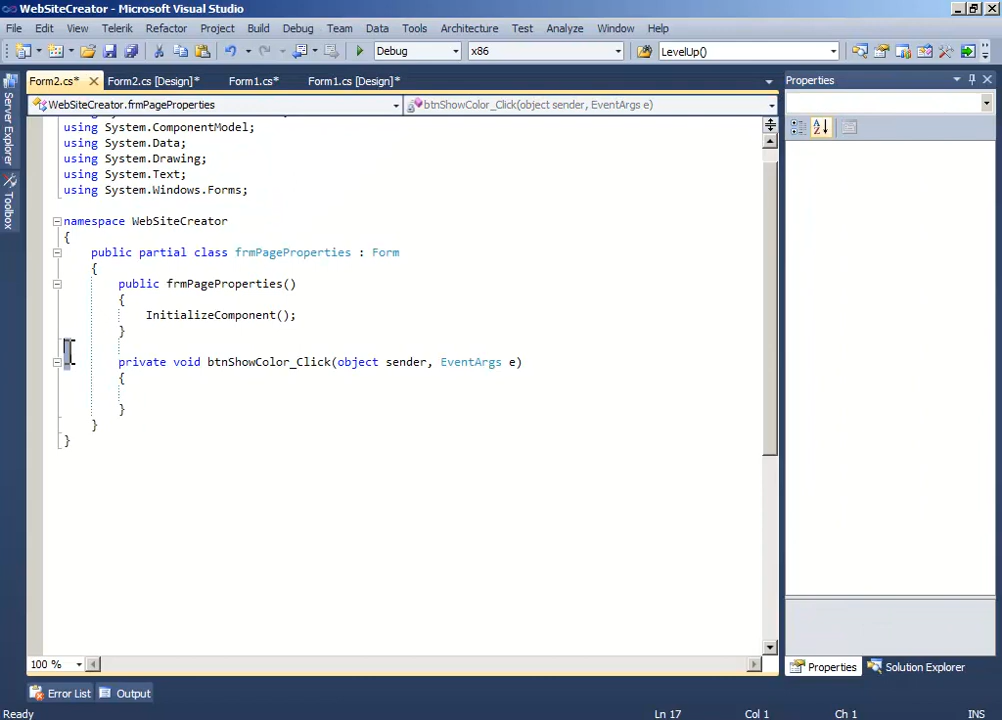 WebSiteCreator - Microsoft Visual Studio
File Edit View Telerik Refactor Project Build Debug Team Data Tools Architecture Test Analyze Window Help
Debug x86 LevelUp()
Form2.cs* Form2.cs [Design]* Form1.cs* Form1.cs [Design]*
Properties
WebSiteCreator.frmPageProperties btnShowColor_Click(object sender, EventArgs e)
Server Explorer
Toolbox
using System.ComponentModel;
using System.Data;
using System.Drawing;
using System.Text;
using System.Windows.Forms;
namespace WebSiteCreator
{
public partial class frmPageProperties : Form
{
public frmPageProperties()
{
InitializeComponent();
}
private void btnShowColor_Click(object sender, EventArgs e)
{
}
}
}
100 %
Properties Solution Explorer
Error List Output
Ready Ln 17 Col 1 Ch 1 INS